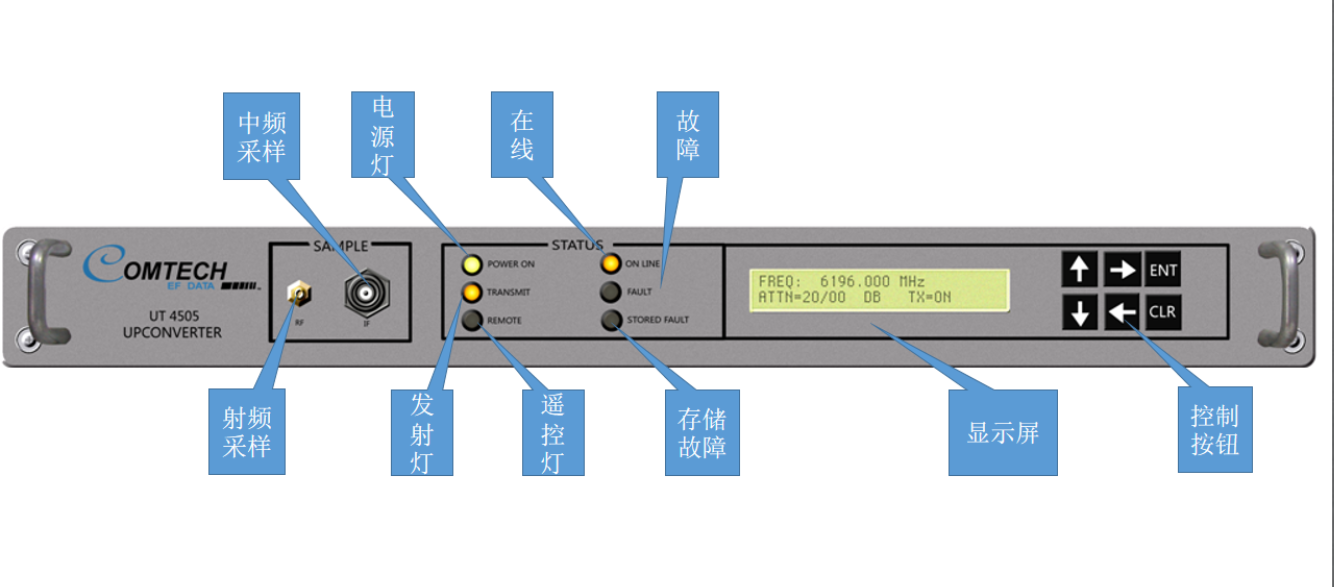 中频
采样
电
源
灯
在
线
故
障
COMTECH
EF DATA
UT 4505
UPCONVERTER
SAMPLE
RF
IF
STATUS
POWER ON
TRANSMIT
REMOTE
ON LINE
FAULT
STORED FAULT
FREQ: 6196.000 MHz
ATTN=20/00 DB TX=ON
ENT
CLR
射频
采样
发
射
灯
遥
控
灯
存储
故障
显示屏
控制
按钮